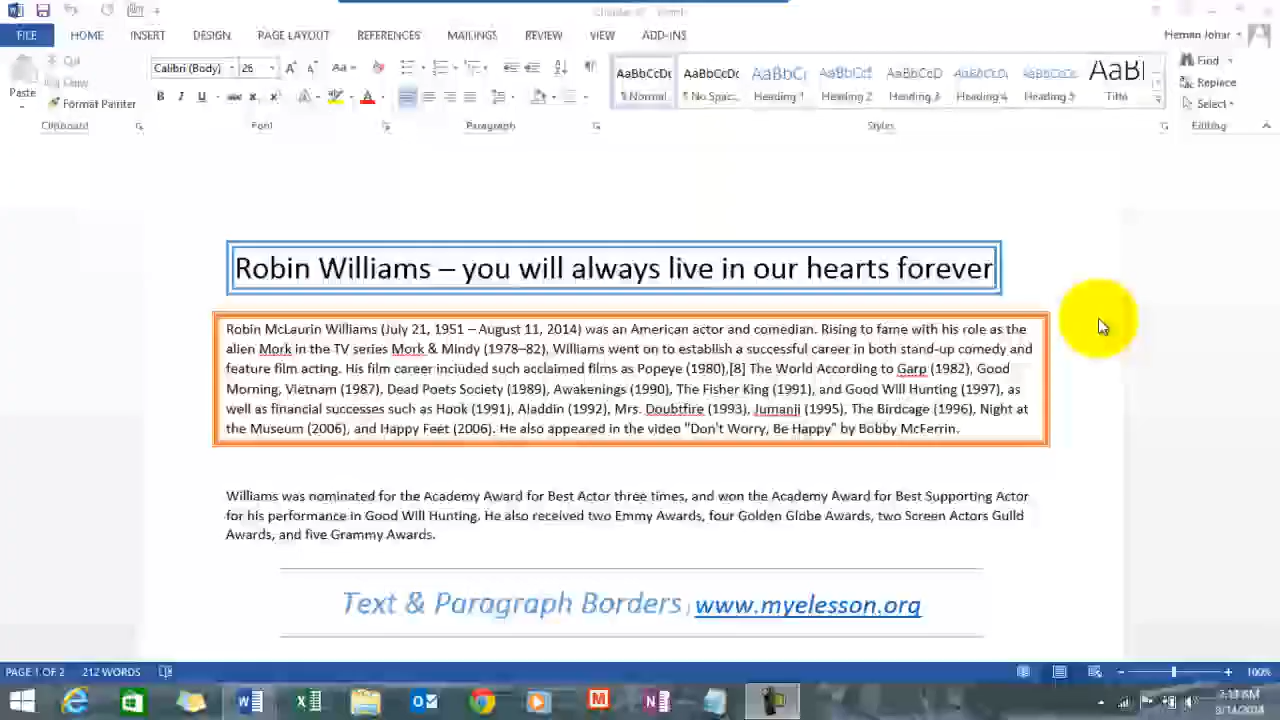 FILE HOME INSERT DESIGN PAGE LAYOUT REFERENCES MAILINGS REVIEW VIEW ADD-INS Herman Johar
Cut
Copy
Format Painter
Paste
Calibri (Body) 26
AaBbCcDc AaBbCcDc AaBbC AaBbCcD AaBbCcD AaBbCcD
¶ Normal ¶ No Spac... Heading 1 Heading 2 Heading 3 Heading 4 Heading 5 Title
Find
Replace
Select
Clipboard Font Paragraph Styles Editing
Robin Williams – you will always live in our hearts forever
Robin McLaurin Williams (July 21, 1951 – August 11, 2014) was an American actor and comedian. Rising to fame with his role as the
alien Mork in the TV series Mork & Mindy (1978–82), Williams went on to establish a successful career in both stand-up comedy and
feature film acting. His film career included such acclaimed films as Popeye (1980),[8] The World According to Garp (1982), Good
Morning, Vietnam (1987), Dead Poets Society (1989), Awakenings (1990), The Fisher King (1991), and Good Will Hunting (1997), as
well as financial successes such as Hook (1991), Aladdin (1992), Mrs. Doubtfire (1993), Jumanji (1995), The Birdcage (1996), Night at
the Museum (2006), and Happy Feet (2006). He also appeared in the video "Don't Worry, Be Happy" by Bobby McFerrin.
Williams was nominated for the Academy Award for Best Actor three times, and won the Academy Award for Best Supporting Actor
for his performance in Good Will Hunting. He also received two Emmy Awards, four Golden Globe Awards, two Screen Actors Guild
Awards, and five Grammy Awards.
Text & Paragraph Borders, www.myelesson.org
PAGE 1 OF 2 212 WORDS 100%